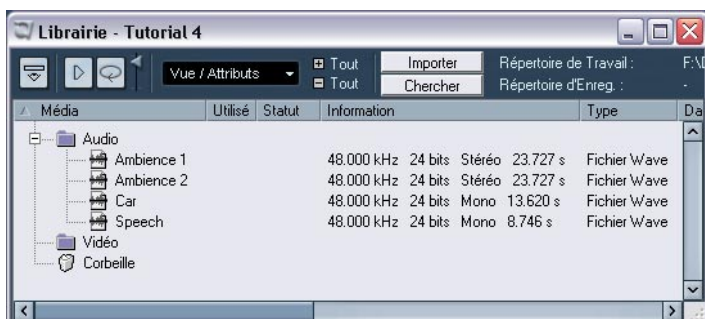 Librairie - Tutorial 4
Vue / Attributs
Tout
Tout
Importer
Chercher
Répertoire de Travail :
F:\
Répertoire d'Enreg. :
-
Média Utilisé Statut Information Type Da
Audio
Ambience 1 48.000 kHz 24 bits Stéréo 23.727 s Fichier Wave
Ambience 2 48.000 kHz 24 bits Stéréo 23.727 s Fichier Wave
Car 48.000 kHz 24 bits Mono 13.620 s Fichier Wave
Speech 48.000 kHz 24 bits Mono 8.746 s Fichier Wave
Vidéo
Corbeille